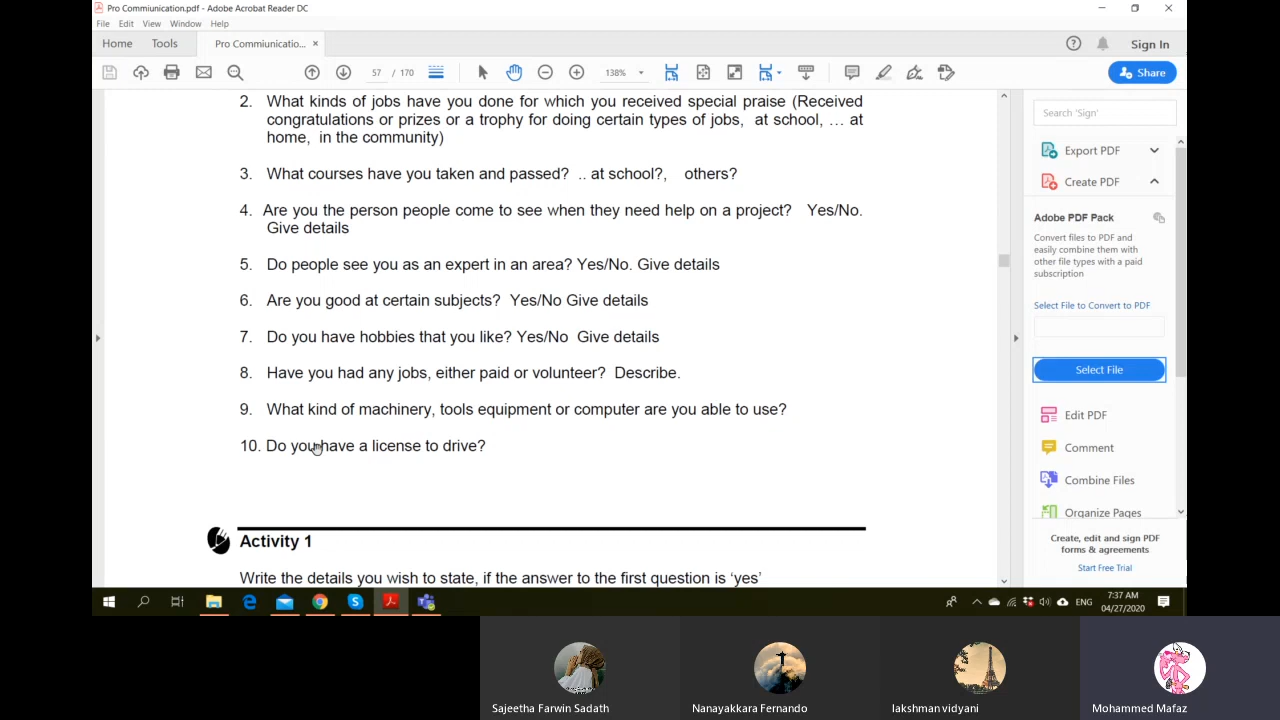 Pro Commiunication.pdf - Adobe Acrobat Reader DC
File Edit View Window Help
Home Tools Pro Commiunicatio... ×
Sign In
57 / 170
138%
Share
2. What kinds of jobs have you done for which you received special praise (Received
congratulations or prizes or a trophy for doing certain types of jobs, at school, … at
home, in the community)
3. What courses have you taken and passed? .. at school?, others?
4. Are you the person people come to see when they need help on a project? Yes/No.
Give details
5. Do people see you as an expert in an area? Yes/No. Give details
6. Are you good at certain subjects? Yes/No Give details
7. Do you have hobbies that you like? Yes/No Give details
8. Have you had any jobs, either paid or volunteer? Describe.
9. What kind of machinery, tools equipment or computer are you able to use?
10. Do you have a license to drive?
Activity 1
Write the details you wish to state, if the answer to the first question is ‘yes’
Search 'Sign'
Export PDF
Create PDF
Adobe PDF Pack
Convert files to PDF and
easily combine them with
other file types with a paid
subscription
Select File to Convert to PDF
Select File
Edit PDF
Comment
Combine Files
Organize Pages
Create, edit and sign PDF
forms & agreements
Start Free Trial
ENG
7:37 AM
04/27/2020
Sajeetha Farwin Sadath
Nanayakkara Fernando
lakshman vidyani
Mohammed Mafaz